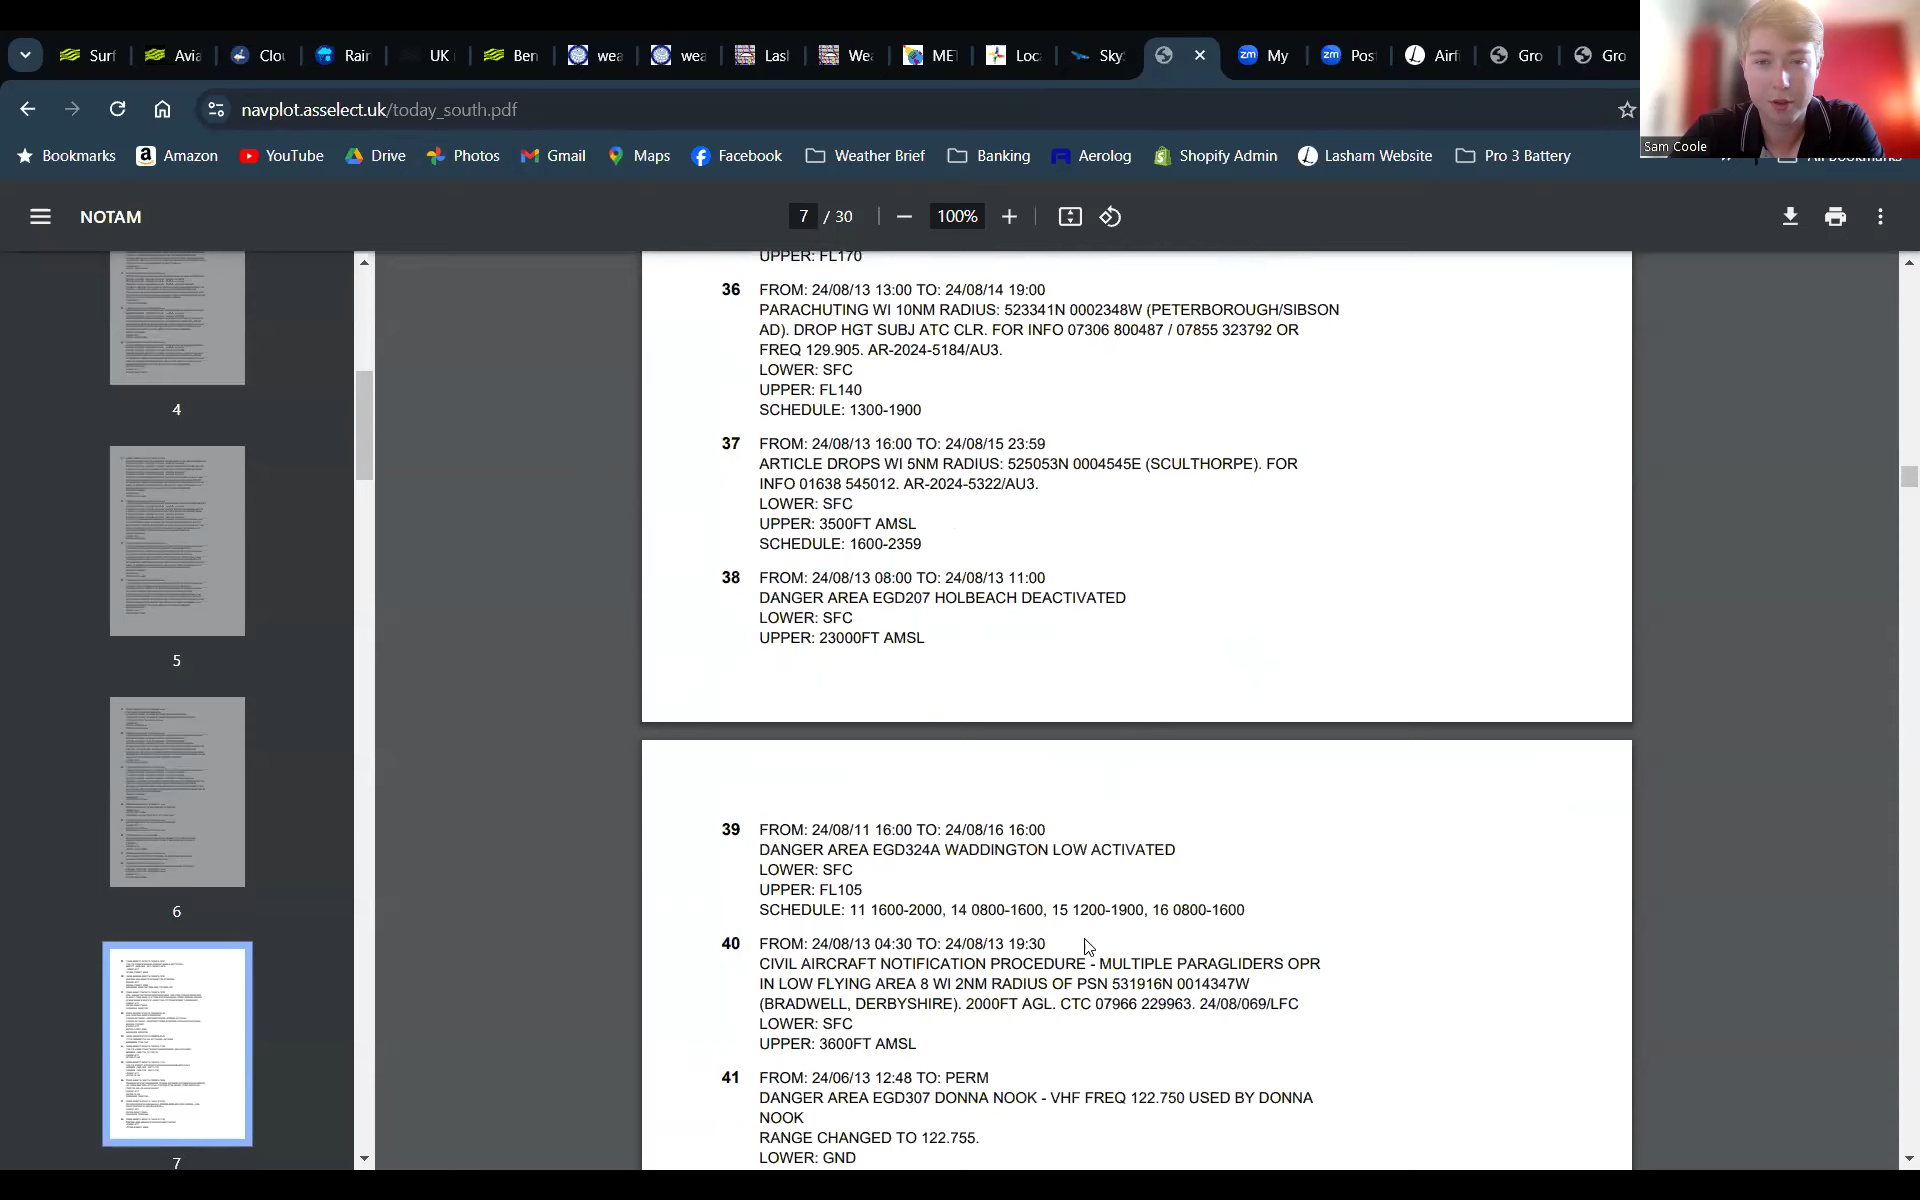 Surf
Avia
Clou
Rain
UK
Ben
wea
wea
Lash
Wea
MET
Loc
Sky
My
Pos
Airfi
Gro
Gro
navplot.asselect.uk/today_south.pdf
Bookmarks
Amazon
YouTube
Drive
Photos
Gmail
Maps
Facebook
Weather Brief
Banking
Aerolog
Shopify Admin
Lasham Website
Pro 3 Battery
All Bookmarks
Sam Coole
NOTAM
7 / 30
100%
4
5
6
7
UPPER: FL170
36 FROM: 24/08/13 13:00 TO: 24/08/14 19:00
PARACHUTING WI 10NM RADIUS: 523341N 0002348W (PETERBOROUGH/SIBSON
AD). DROP HGT SUBJ ATC CLR. FOR INFO 07306 800487 / 07855 323792 OR
FREQ 129.905. AR-2024-5184/AU3.
LOWER: SFC
UPPER: FL140
SCHEDULE: 1300-1900
37 FROM: 24/08/13 16:00 TO: 24/08/15 23:59
ARTICLE DROPS WI 5NM RADIUS: 525053N 0004545E (SCULTHORPE). FOR
INFO 01638 545012. AR-2024-5322/AU3.
LOWER: SFC
UPPER: 3500FT AMSL
SCHEDULE: 1600-2359
38 FROM: 24/08/13 08:00 TO: 24/08/13 11:00
DANGER AREA EGD207 HOLBEACH DEACTIVATED
LOWER: SFC
UPPER: 23000FT AMSL
39 FROM: 24/08/11 16:00 TO: 24/08/16 16:00
DANGER AREA EGD324A WADDINGTON LOW ACTIVATED
LOWER: SFC
UPPER: FL105
SCHEDULE: 11 1600-2000, 14 0800-1600, 15 1200-1900, 16 0800-1600
40 FROM: 24/08/13 04:30 TO: 24/08/13 19:30
CIVIL AIRCRAFT NOTIFICATION PROCEDURE - MULTIPLE PARAGLIDERS OPR
IN LOW FLYING AREA 8 WI 2NM RADIUS OF PSN 531916N 0014347W
(BRADWELL, DERBYSHIRE). 2000FT AGL. CTC 07966 229963. 24/08/069/LFC
LOWER: SFC
UPPER: 3600FT AMSL
41 FROM: 24/06/13 12:48 TO: PERM
DANGER AREA EGD307 DONNA NOOK - VHF FREQ 122.750 USED BY DONNA
NOOK
RANGE CHANGED TO 122.755.
LOWER: GND